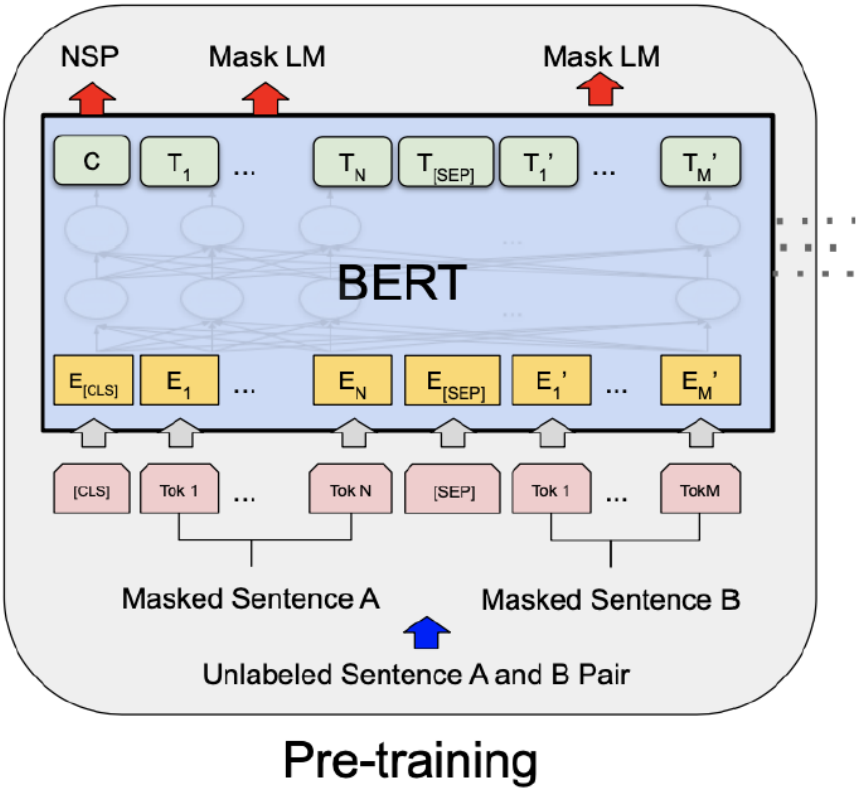 NSP Mask LM Mask LM
C T1 ... TN T[SEP] T1’ ... TM’
...
BERT
...
E[CLS] E1 ... EN E[SEP] E1’ ... EM’
[CLS] Tok 1 ... Tok N [SEP] Tok 1 ... TokM
Masked Sentence A Masked Sentence B
Unlabeled Sentence A and B Pair
Pre-training